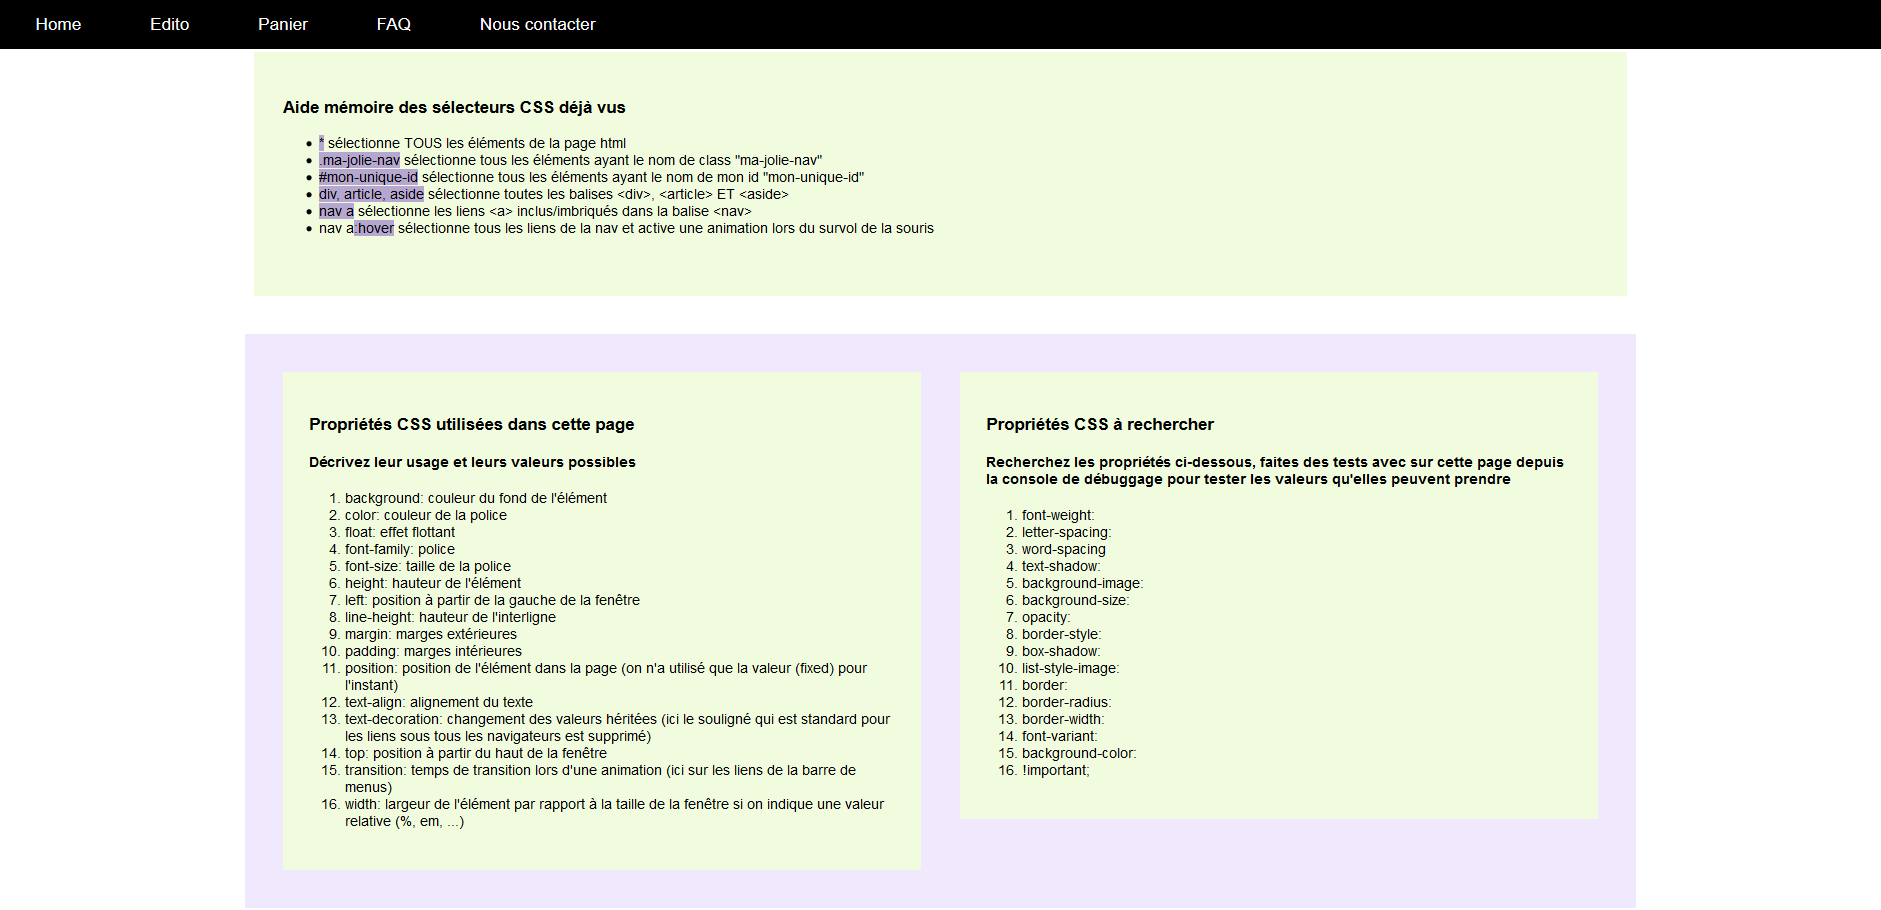 Home Edito Panier FAQ Nous contacter
Aide mémoire des sélecteurs CSS déjà vus
* sélectionne TOUS les éléments de la page html
.ma-jolie-nav sélectionne tous les éléments ayant le nom de class "ma-jolie-nav"
#mon-unique-id sélectionne tous les éléments ayant le nom de mon id "mon-unique-id"
div, article, aside sélectionne toutes les balises <div>, <article> ET <aside>
nav a sélectionne les liens <a> inclus/imbriqués dans la balise <nav>
nav a:hover sélectionne tous les liens de la nav et active une animation lors du survol de la souris
Propriétés CSS utilisées dans cette page
Décrivez leur usage et leurs valeurs possibles
1. background: couleur du fond de l'élément
2. color: couleur de la police
3. float: effet flottant
4. font-family: police
5. font-size: taille de la police
6. height: hauteur de l'élément
7. left: position à partir de la gauche de la fenêtre
8. line-height: hauteur de l'interligne
9. margin: marges extérieures
10. padding: marges intérieures
11. position: position de l'élément dans la page (on n'a utilisé que la valeur (fixed) pour
l'instant)
12. text-align: alignement du texte
13. text-decoration: changement des valeurs héritées (ici le souligné qui est standard pour
les liens sous tous les navigateurs est supprimé)
14. top: position à partir du haut de la fenêtre
15. transition: temps de transition lors d'une animation (ici sur les liens de la barre de
menus)
16. width: largeur de l'élément par rapport à la taille de la fenêtre si on indique une valeur
relative (%, em, ...)
Propriétés CSS à rechercher
Recherchez les propriétés ci-dessous, faites des tests avec sur cette page depuis
la console de débuggage pour tester les valeurs qu'elles peuvent prendre
1. font-weight:
2. letter-spacing:
3. word-spacing
4. text-shadow:
5. background-image:
6. background-size:
7. opacity:
8. border-style:
9. box-shadow:
10. list-style-image:
11. border:
12. border-radius:
13. border-width:
14. font-variant:
15. background-color:
16. !important;